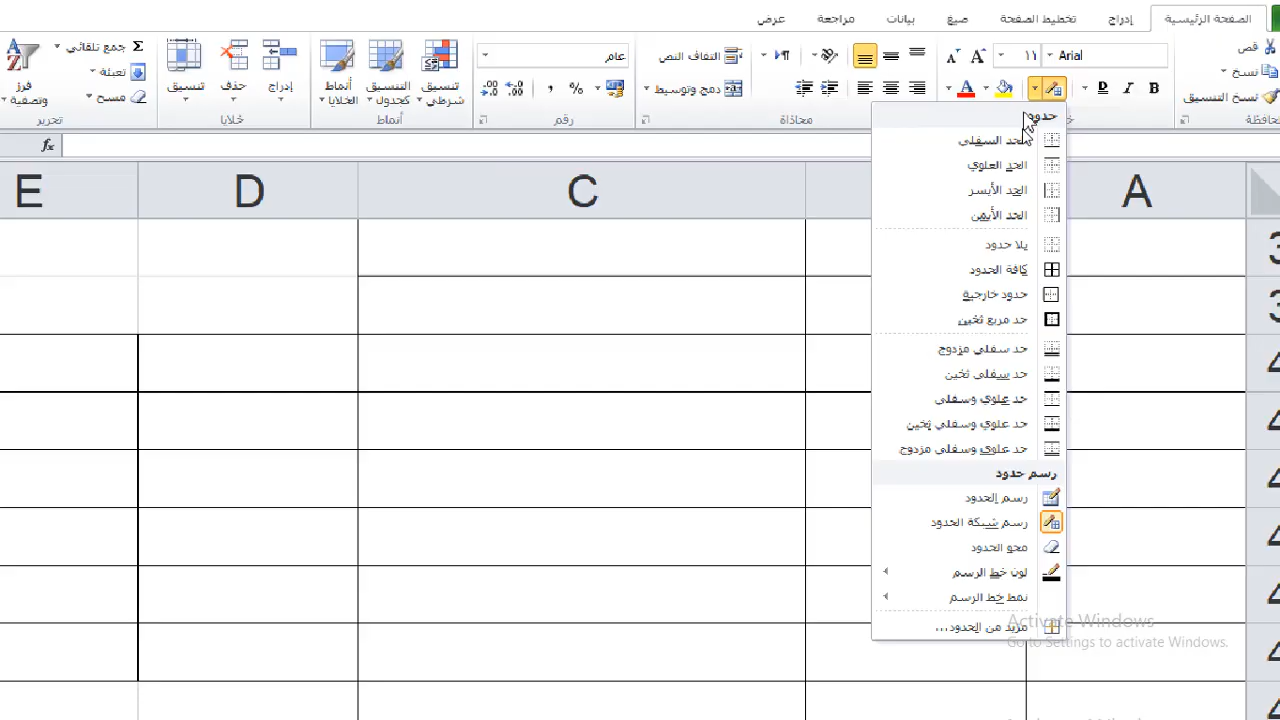 الصفحة الرئيسية إدراج تخطيط الصفحة صيغ بيانات مراجعة عرض
قص
نسخ
نسخ التنسيق
Arial ١١
التفاف النص
دمج وتوسيط
محاذاة
عام
%
رقم
تنسيق شرطي
التنسيق كجدول
أنماط الخلايا
أنماط
إدراج
حذف
تنسيق
خلايا
Σ جمع تلقائي
تعبئة
مسح
فرز وتصفية
تحرير
fx
A C D E
حدود
الحد السفلي
الحد العلوي
الحد الأيسر
الحد الأيمن
بلا حدود
كافة الحدود
حدود خارجية
حد مربع ثخين
حد سفلي مزدوج
حد سفلي ثخين
حد علوي وسفلي
حد علوي وسفلي ثخين
حد علوي وسفلي مزدوج
رسم حدود
رسم الحدود
رسم شبكة الحدود
محو الحدود
لون خط الرسم
نمط خط الرسم
مزيد من الحدود...
Activate Windows
Go to Settings to activate Windows.